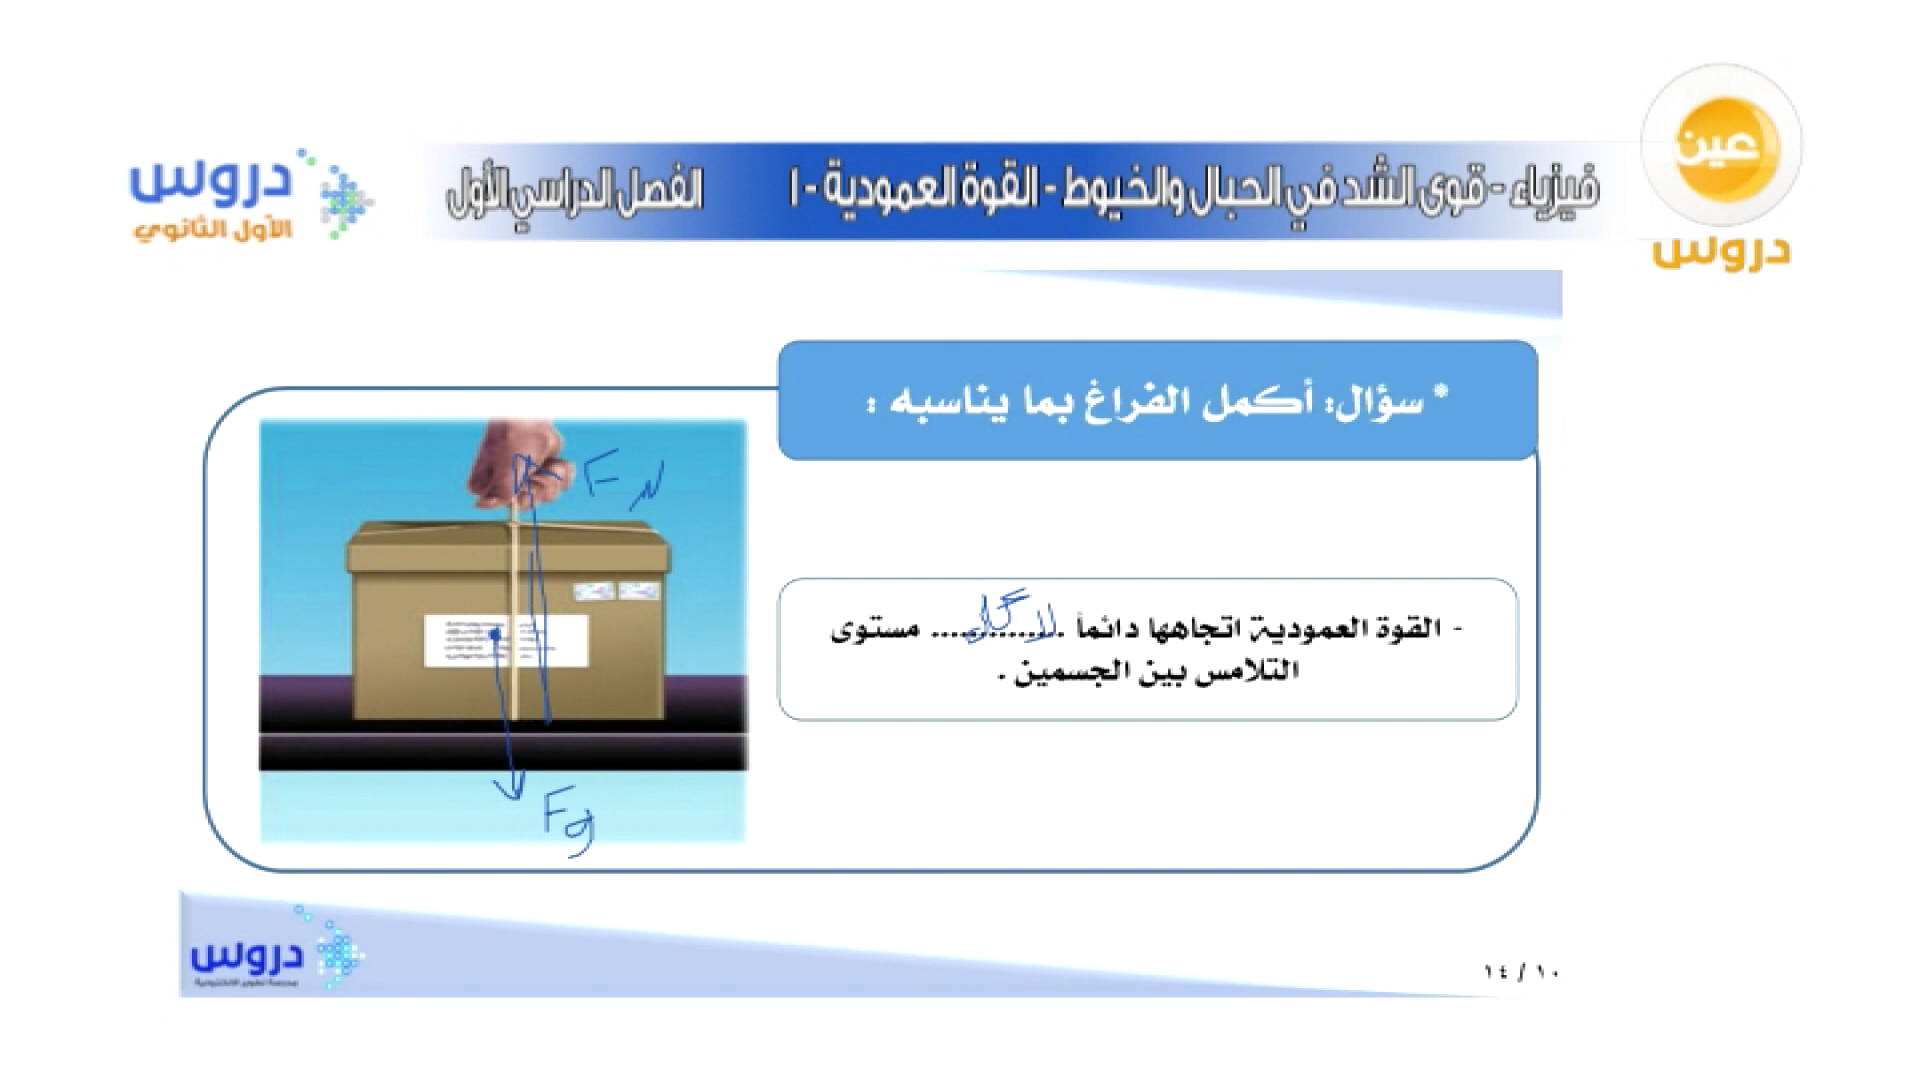 عين
دروس
فيزياء - قوى الشد في الحبال والخيوط - القوة العمودية - ١
الفصل الدراسي الأول
دروس
الأول الثانوي
* سؤال: أكمل الفراغ بما يناسبه :
- القوة العمودية اتجاهها دائماً .............. مستوى
التلامس بين الجسمين .
F N
Fg
دروس
١٠ / ١٤